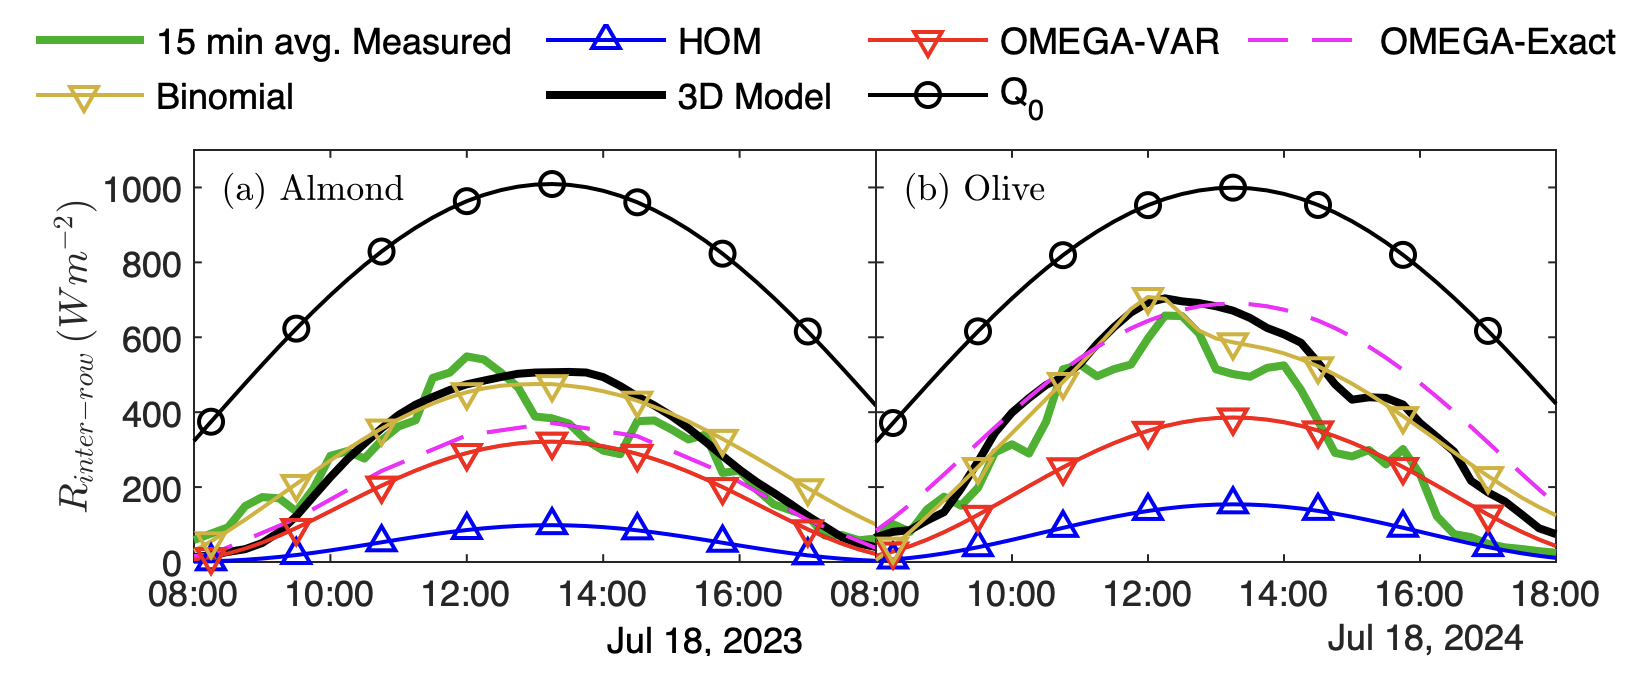 15 min avg. Measured HOM OMEGA-VAR OMEGA-Exact
Binomial 3D Model Q0
(a) Almond (b) Olive
R_inter-row (Wm^-2)
1000
800
600
400
200
0
08:00 10:00 12:00 14:00 16:00 08:00 10:00 12:00 14:00 16:00 18:00
Jul 18, 2023 Jul 18, 2024